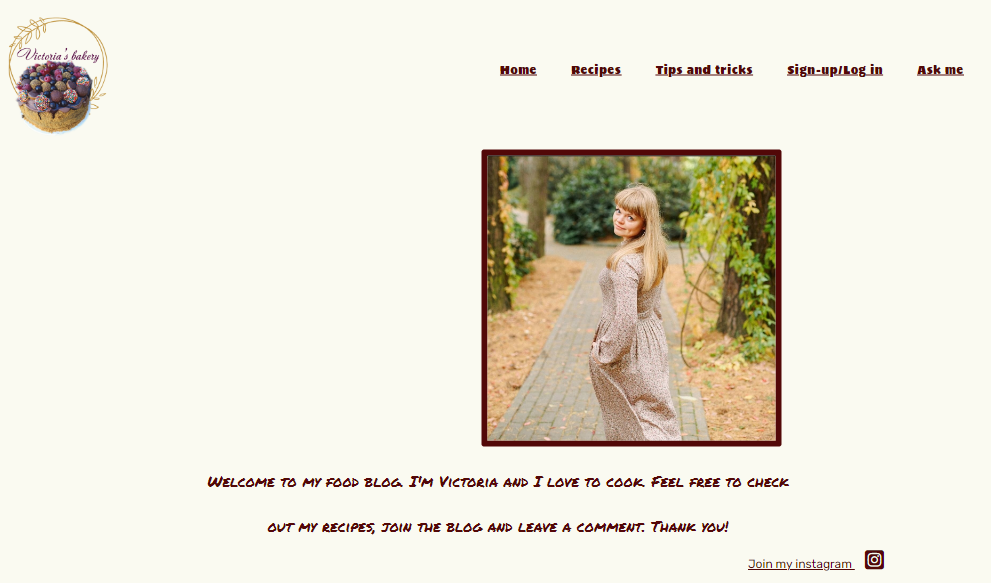 Victoria's bakery
Home Recipes Tips and tricks Sign-up/Log in Ask me
Welcome to my food blog. I'm Victoria and I love to cook. Feel free to check
out my recipes, join the blog and leave a comment. Thank you!
Join my instagram